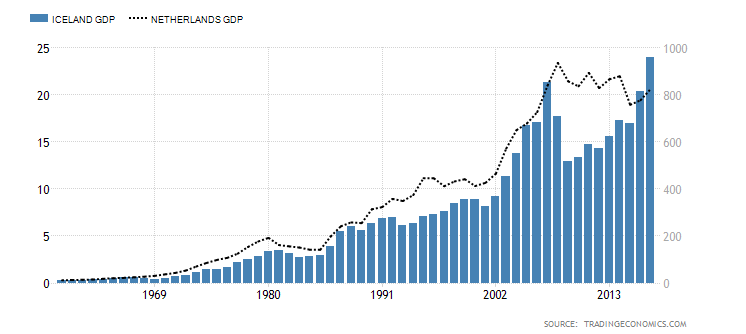 ICELAND GDP NETHERLANDS GDP
25 1000
20 800
15 600
10 400
5 200
0 0
1969 1980 1991 2002 2013
SOURCE: TRADINGECONOMICS.COM